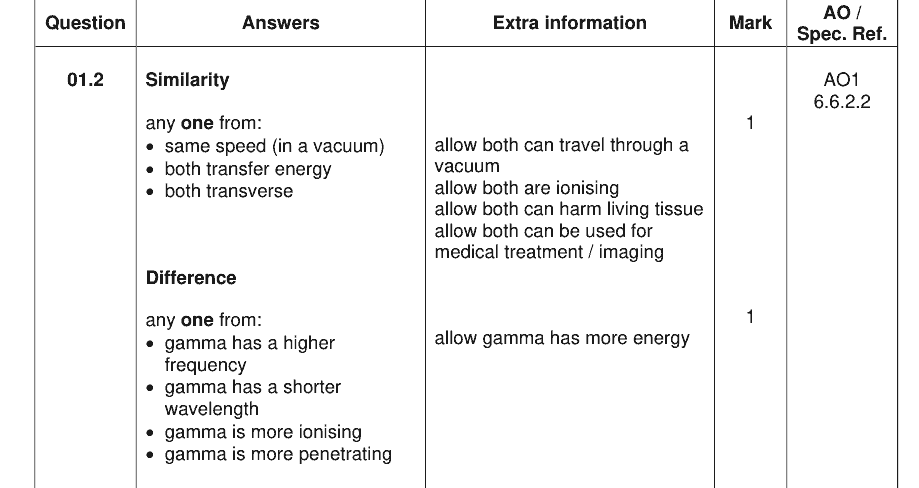 Question Answers Extra information Mark AO /
Spec. Ref.
01.2 Similarity AO1
6.6.2.2
any one from: 1
• same speed (in a vacuum)
• both transfer energy
• both transverse
allow both can travel through a
vacuum
allow both are ionising
allow both can harm living tissue
allow both can be used for
medical treatment / imaging
Difference
any one from: 1
• gamma has a higher
frequency
• gamma has a shorter
wavelength
• gamma is more ionising
• gamma is more penetrating
allow gamma has more energy